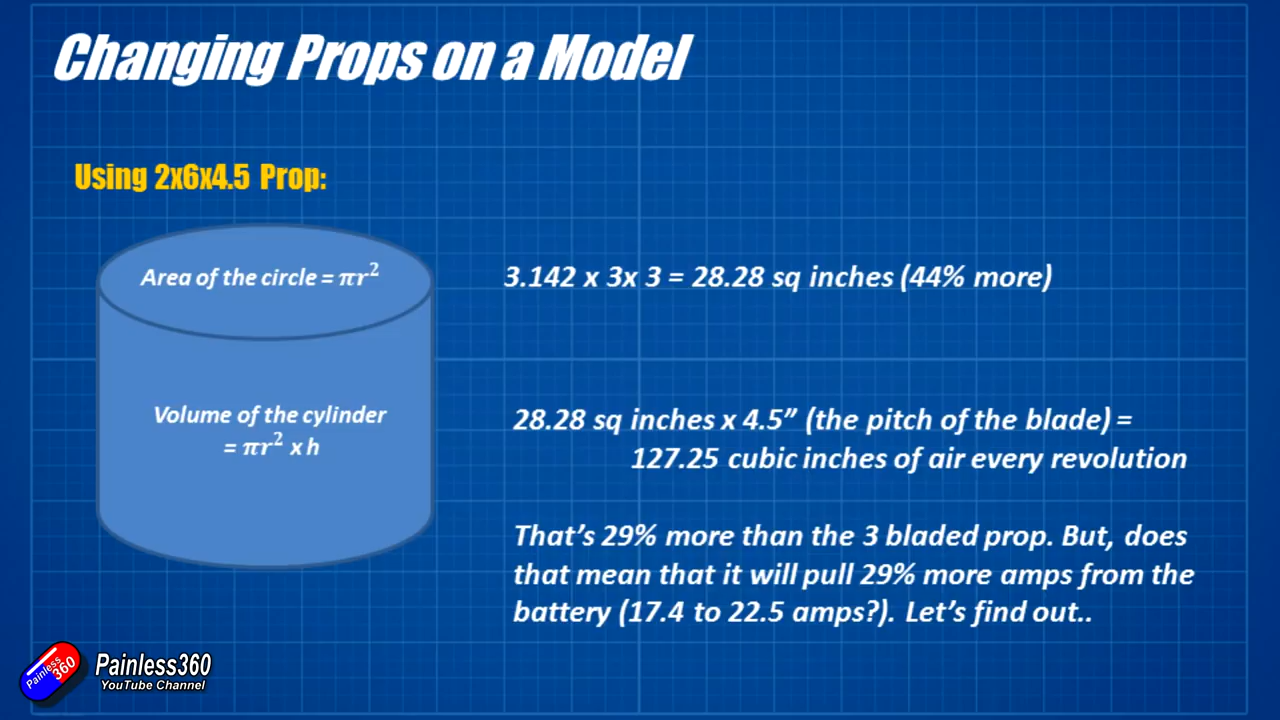 Changing Props on a Model
Using 2x6x4.5 Prop:
Area of the circle = πr²
3.142 x 3x 3 = 28.28 sq inches (44% more)
Volume of the cylinder
= πr² x h
28.28 sq inches x 4.5” (the pitch of the blade) =
127.25 cubic inches of air every revolution
That’s 29% more than the 3 bladed prop. But, does
that mean that it will pull 29% more amps from the
battery (17.4 to 22.5 amps?). Let’s find out..
Painless
360
Painless360
YouTube Channel